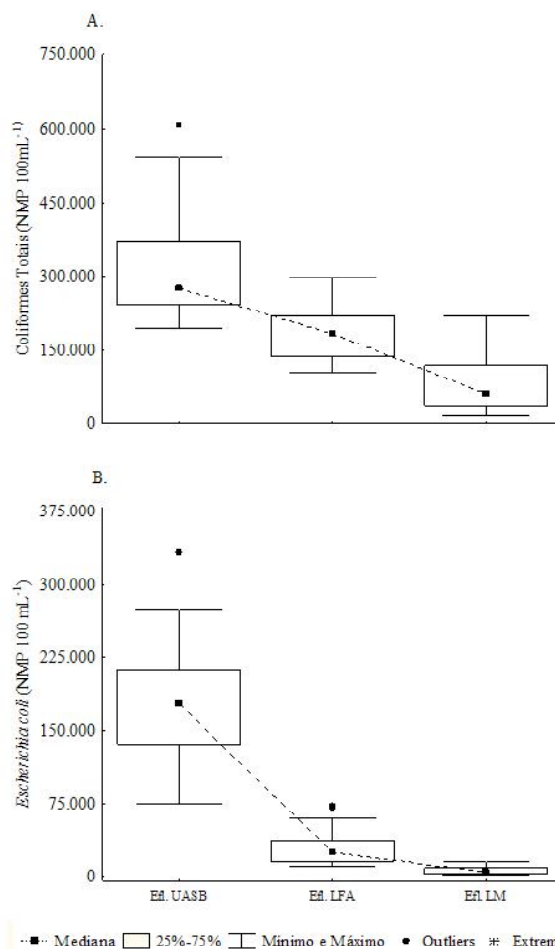 A.
750.000
600.000
450.000
300.000
150.000
0
Coliformes Totais (NMP 100mL⁻¹)
B.
375.000
300.000
225.000
150.000
75.000
0
Escherichia coli (NMP 100 mL⁻¹)
Efl. UASB Efl. LFA Efl. LM
Mediana 25%-75% Mínimo e Máximo Outliers Extrem